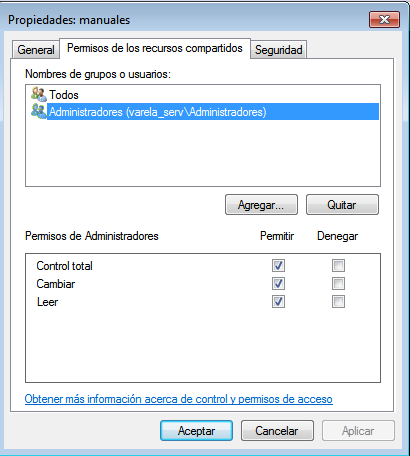 Propiedades: manuales
General Permisos de los recursos compartidos Seguridad
Nombres de grupos o usuarios:
Todos
Administradores (varela_serv\Administradores)
Agregar... Quitar
Permisos de Administradores Permitir Denegar
Control total
Cambiar
Leer
Obtener más información acerca de control y permisos de acceso
Aceptar Cancelar Aplicar